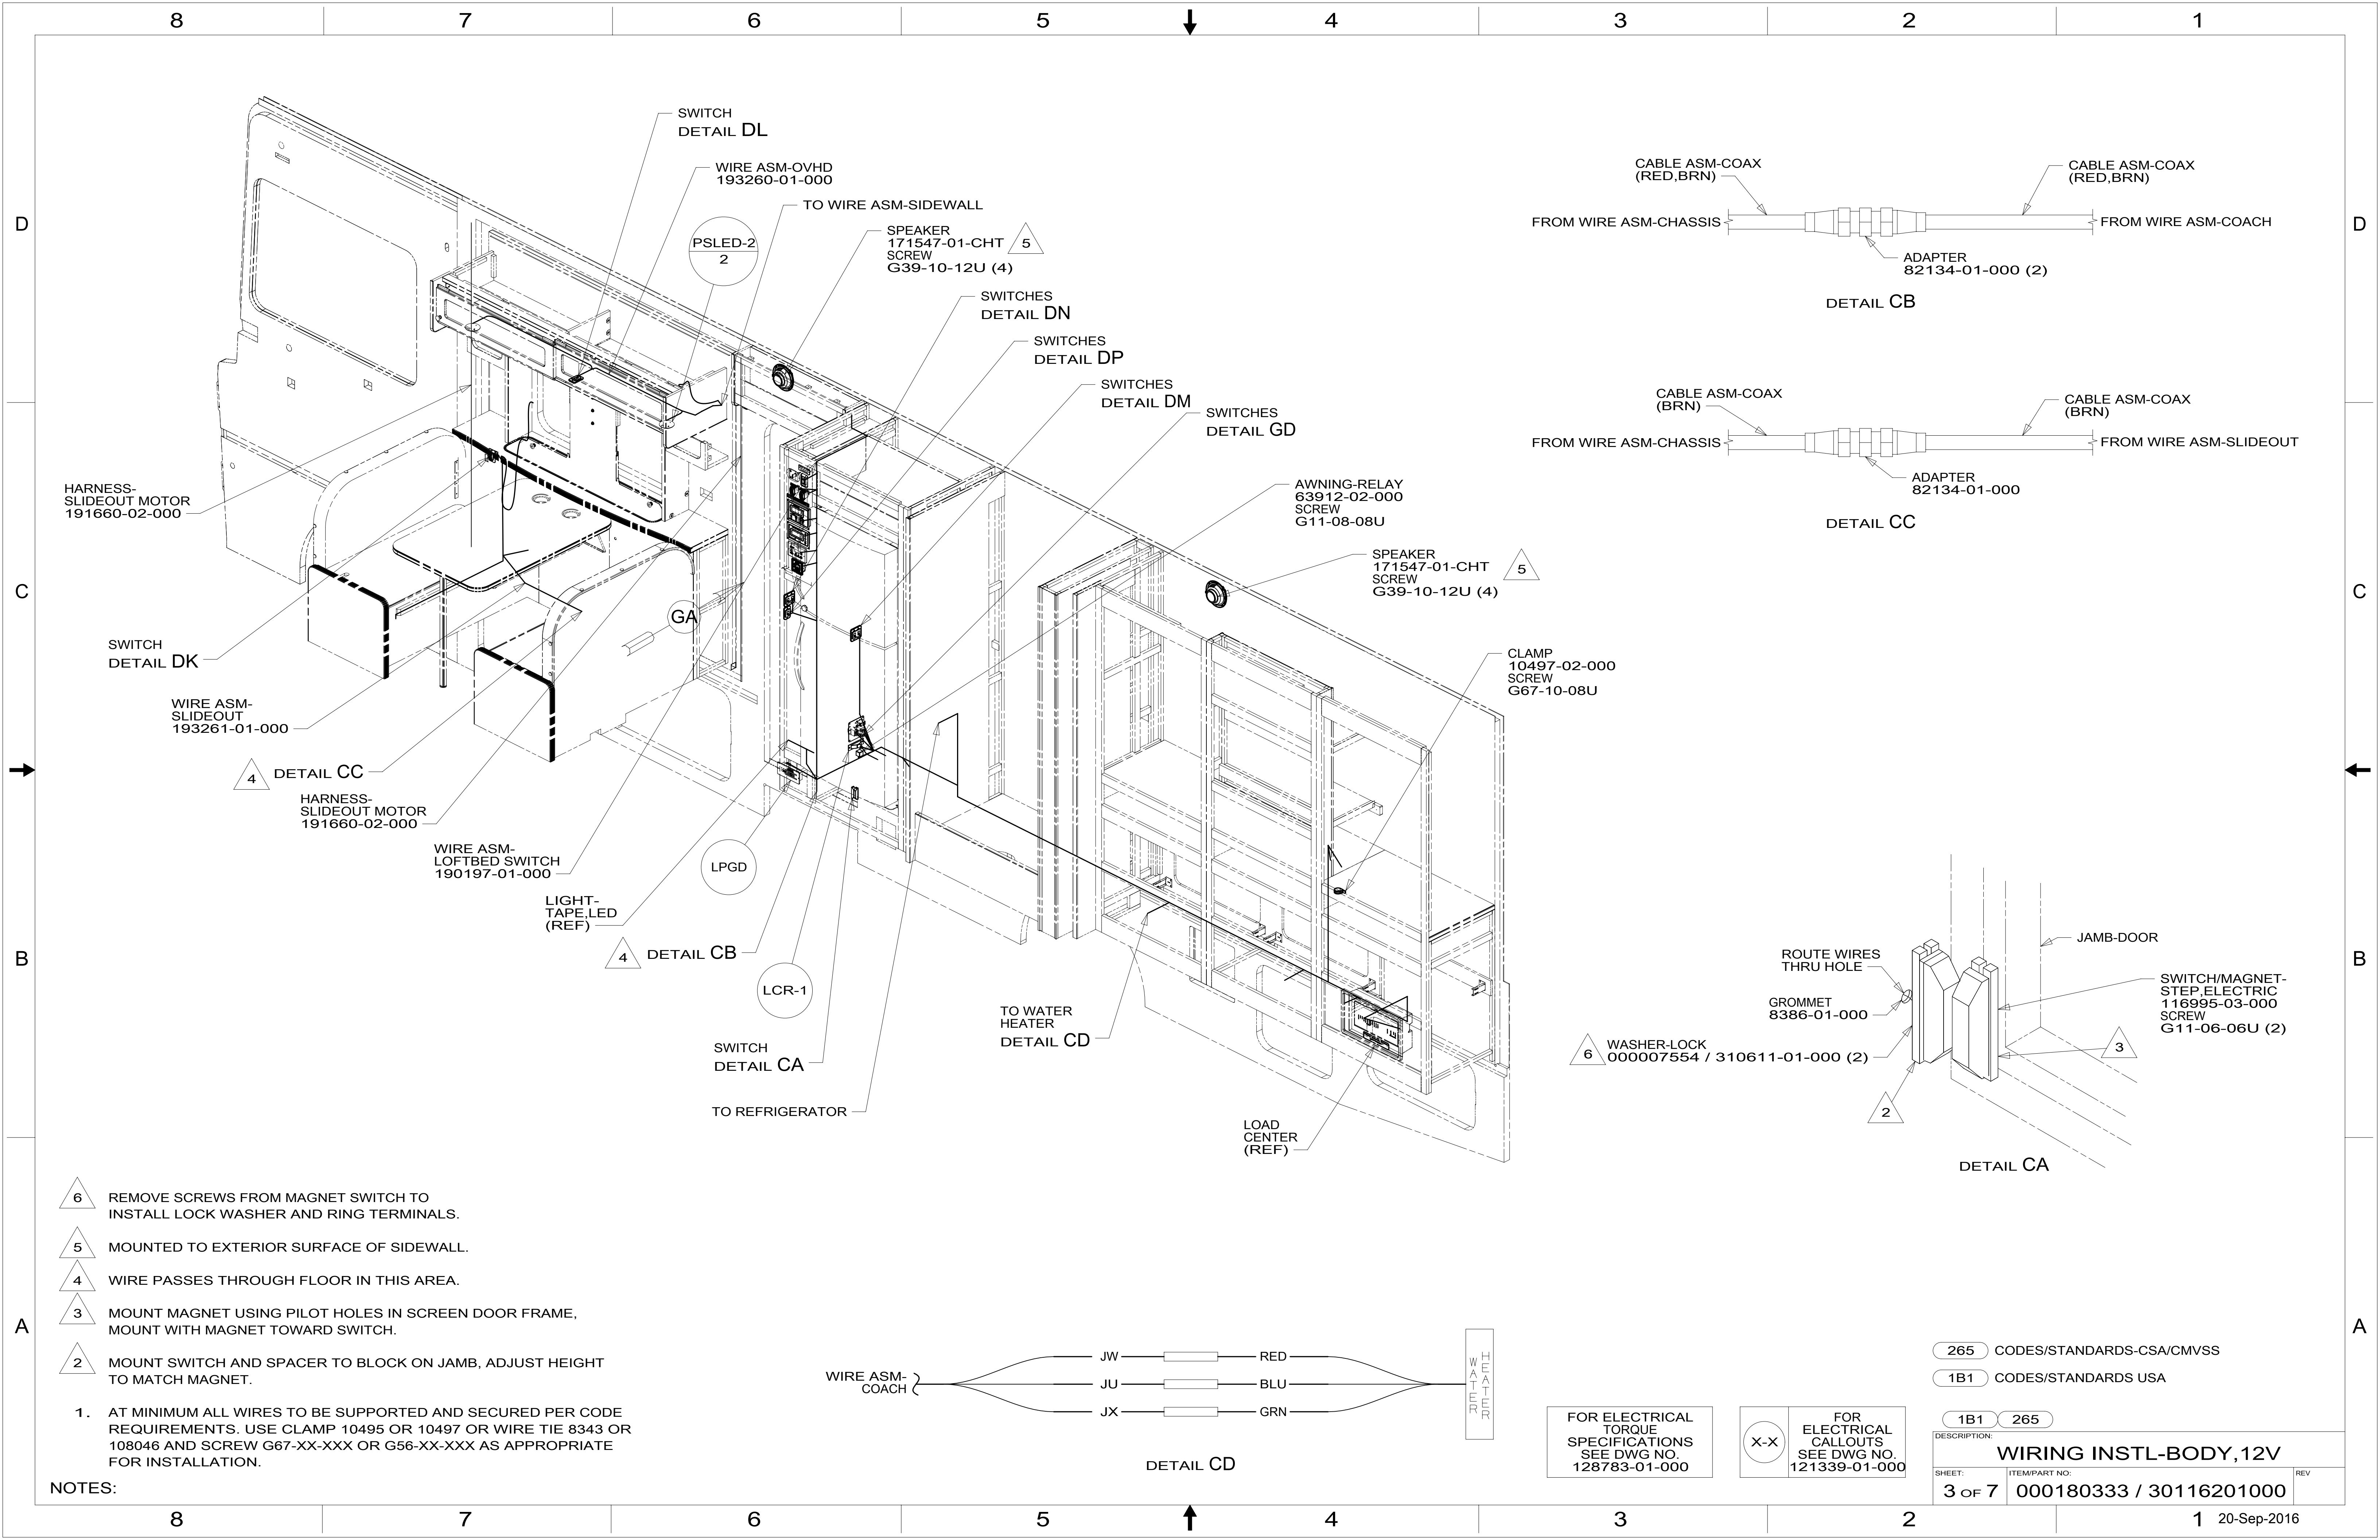 8 7 6 5 4 3 2 1
D
D
C
C
B
B
A
A
SWITCH
DETAIL DL
WIRE ASM-OVHD
193260-01-000
TO WIRE ASM-SIDEWALL
PSLED-2
2
SPEAKER
171547-01-CHT
SCREW
G39-10-12U (4)
5
SWITCHES
DETAIL DN
SWITCHES
DETAIL DP
SWITCHES
DETAIL DM
SWITCHES
DETAIL GD
AWNING-RELAY
63912-02-000
SCREW
G11-08-08U
SPEAKER
171547-01-CHT
SCREW
G39-10-12U (4)
5
CLAMP
10497-02-000
SCREW
G67-10-08U
HARNESS-
SLIDEOUT MOTOR
191660-02-000
GA
SWITCH
DETAIL DK
WIRE ASM-
SLIDEOUT
193261-01-000
4
DETAIL CC
HARNESS-
SLIDEOUT MOTOR
191660-02-000
WIRE ASM-
LOFTBED SWITCH
190197-01-000
LPGD
LIGHT-
TAPE,LED
(REF)
4
DETAIL CB
LCR-1
SWITCH
DETAIL CA
TO REFRIGERATOR
TO WATER
HEATER
DETAIL CD
LOAD
CENTER
(REF)
CABLE ASM-COAX
(RED,BRN)
CABLE ASM-COAX
(RED,BRN)
FROM WIRE ASM-CHASSIS
FROM WIRE ASM-COACH
ADAPTER
82134-01-000 (2)
DETAIL CB
CABLE ASM-COAX
(BRN)
CABLE ASM-COAX
(BRN)
FROM WIRE ASM-CHASSIS
FROM WIRE ASM-SLIDEOUT
ADAPTER
82134-01-000
DETAIL CC
JAMB-DOOR
ROUTE WIRES
THRU HOLE
SWITCH/MAGNET-
STEP,ELECTRIC
116995-03-000
SCREW
G11-06-06U (2)
GROMMET
8386-01-000
6
WASHER-LOCK
000007554 / 310611-01-000 (2)
3
2
DETAIL CA
6 REMOVE SCREWS FROM MAGNET SWITCH TO
INSTALL LOCK WASHER AND RING TERMINALS.
5 MOUNTED TO EXTERIOR SURFACE OF SIDEWALL.
4 WIRE PASSES THROUGH FLOOR IN THIS AREA.
3 MOUNT MAGNET USING PILOT HOLES IN SCREEN DOOR FRAME,
MOUNT WITH MAGNET TOWARD SWITCH.
2 MOUNT SWITCH AND SPACER TO BLOCK ON JAMB, ADJUST HEIGHT
TO MATCH MAGNET.
1. AT MINIMUM ALL WIRES TO BE SUPPORTED AND SECURED PER CODE
REQUIREMENTS. USE CLAMP 10495 OR 10497 OR WIRE TIE 8343 OR
108046 AND SCREW G67-XX-XXX OR G56-XX-XXX AS APPROPRIATE
FOR INSTALLATION.
NOTES:
WIRE ASM-
COACH
JW RED
JU BLU
JX GRN
WATER
HEATER
DETAIL CD
FOR ELECTRICAL
TORQUE
SPECIFICATIONS
SEE DWG NO.
128783-01-000
X-X
FOR
ELECTRICAL
CALLOUTS
SEE DWG NO.
121339-01-000
265 CODES/STANDARDS-CSA/CMVSS
1B1 CODES/STANDARDS USA
1B1 265
DESCRIPTION:
WIRING INSTL-BODY,12V
SHEET:
ITEM/PART NO:
REV
3 OF 7
000180333 / 30116201000
8 7 6 5 4 3 2 1
20-Sep-2016